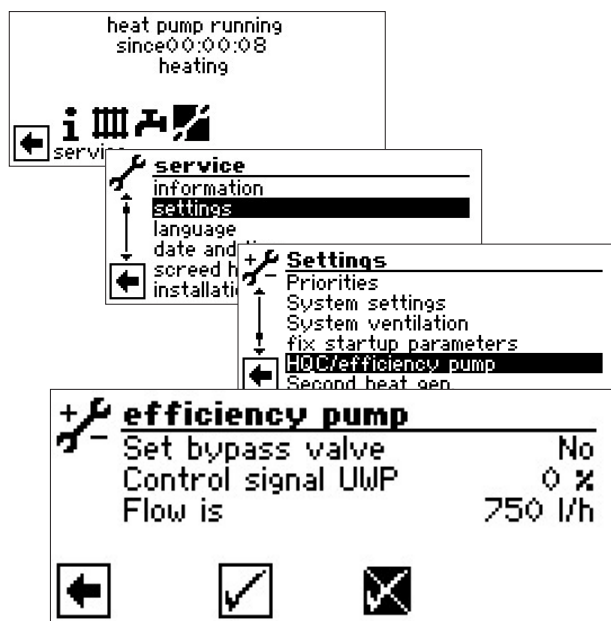 heat pump running
since00:00:08
heating
service
information
settings
language
date and
screed h
installati
Settings
Priorities
System settings
System ventilation
fix startup parameters
HQC/efficiency pump
Second heat gen
efficiency pump
Set bypass valve No
Control signal UWP 0 %
Flow is 750 l/h